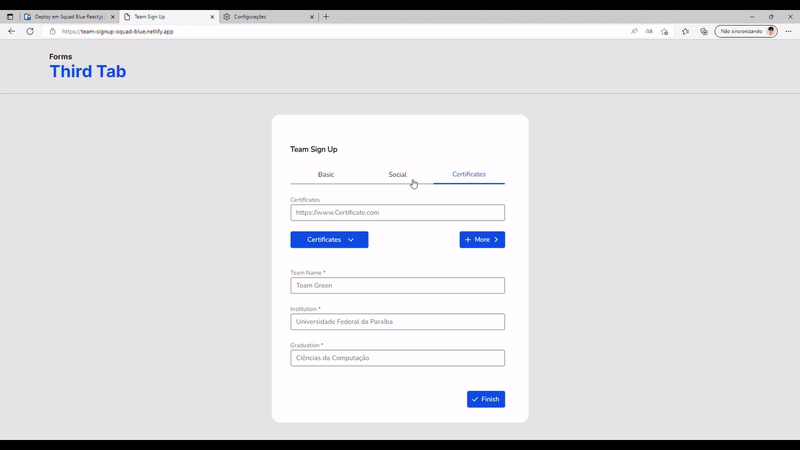 Deploy em Squad Blue React.js
Team Sign Up
Configurações
https://team-signup-squad-blue.netlify.app
Não sincronizando
Forms
Third Tab
Team Sign Up
Basic
Social
Certificates
Certificates
https://www.Certificate.com
Certificates
+ More
Team Name *
Team Green
Institution *
Universidade Federal da Paraíba
Graduation *
Ciências da Computação
Finish